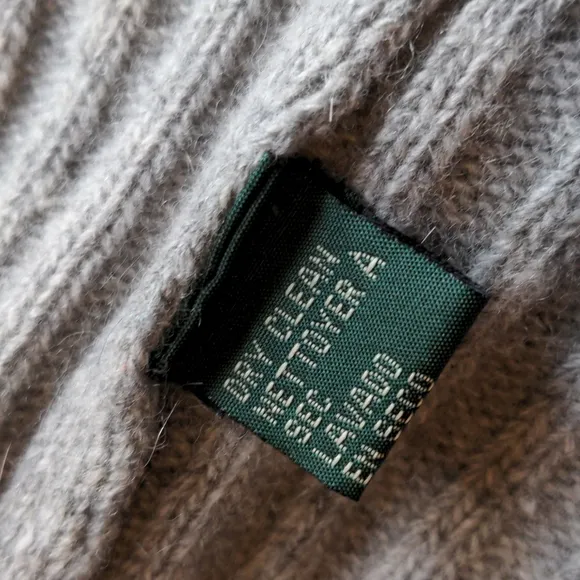 DRY CLEAN
NETTOYER A
SEC
LAVADO
EN SECO